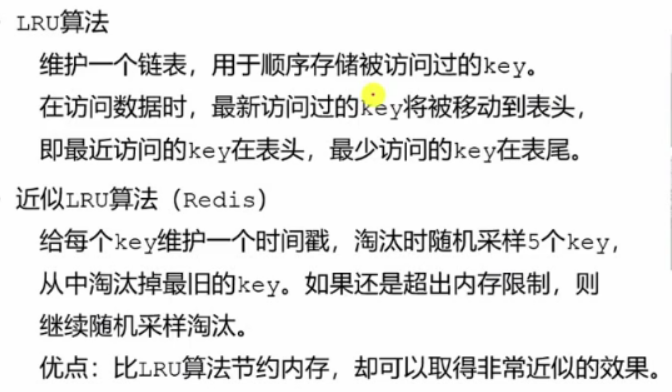 LRU算法
维护一个链表，用于顺序存储被访问过的key。
在访问数据时，最新访问过的key将被移动到表头，
即最近访问的key在表头，最少访问的key在表尾。
近似LRU算法（Redis）
给每个key维护一个时间戳，淘汰时随机采样5个key，
从中淘汰掉最旧的key。如果还是超出内存限制，则
继续随机采样淘汰。
优点：比LRU算法节约内存，却可以取得非常近似的效果。